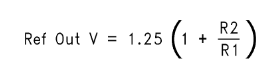 Ref Out V = 1.25 (1 + R2/R1)